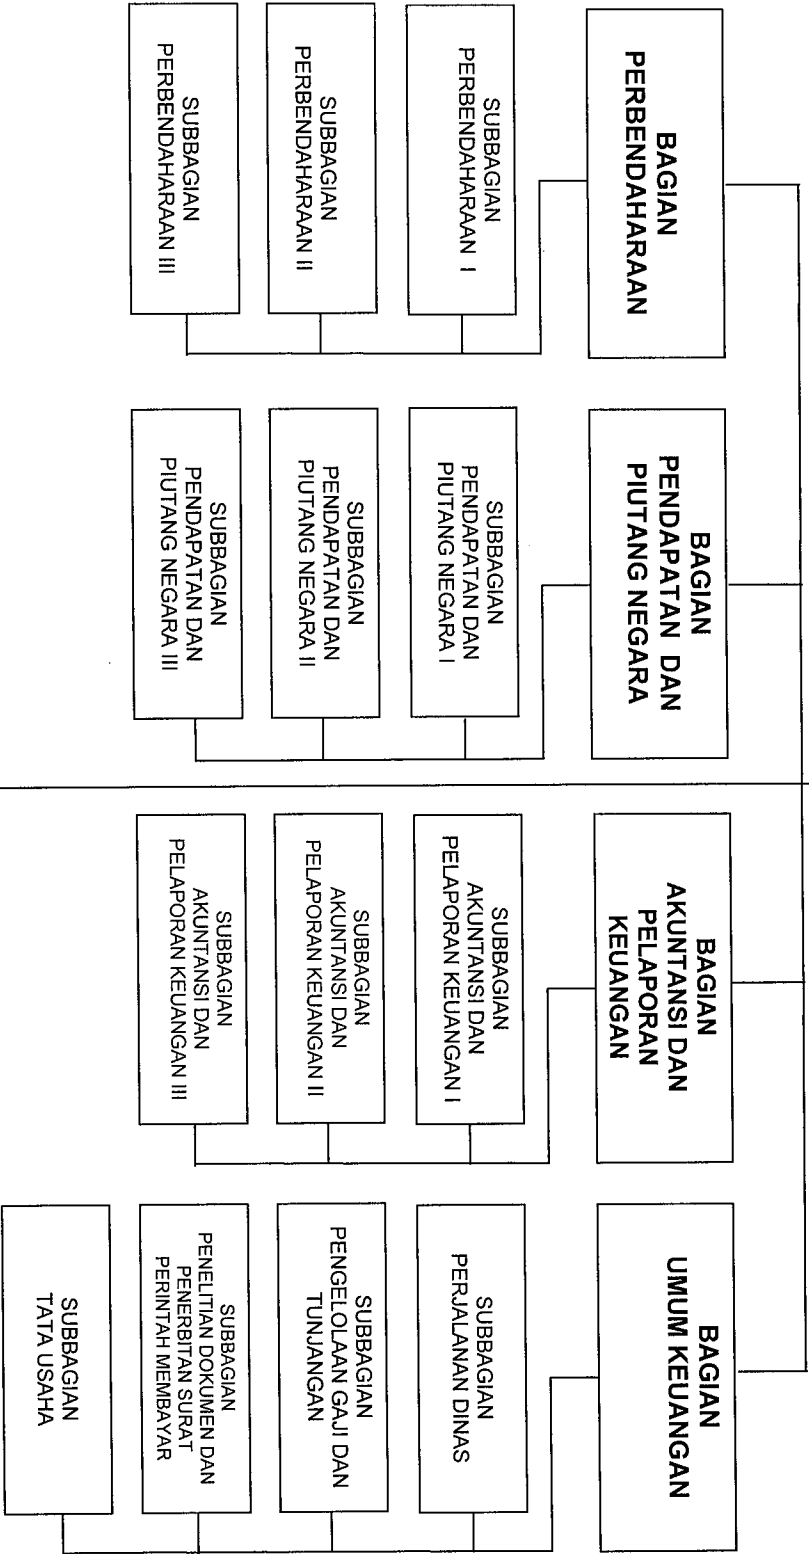 BAGIAN
PERBENDAHARAAN
SUBBAGIAN
PERBENDAHARAAN I
SUBBAGIAN
PERBENDAHARAAN II
SUBBAGIAN
PERBENDAHARAAN III
BAGIAN
PENDAPATAN DAN
PIUTANG NEGARA
SUBBAGIAN
PENDAPATAN DAN
PIUTANG NEGARA I
SUBBAGIAN
PENDAPATAN DAN
PIUTANG NEGARA II
SUBBAGIAN
PENDAPATAN DAN
PIUTANG NEGARA III
BAGIAN
AKUNTANSI DAN
PELAPORAN
KEUANGAN
SUBBAGIAN
AKUNTANSI DAN
PELAPORAN KEUANGAN I
SUBBAGIAN
AKUNTANSI DAN
PELAPORAN KEUANGAN II
SUBBAGIAN
AKUNTANSI DAN
PELAPORAN KEUANGAN III
BAGIAN
UMUM KEUANGAN
SUBBAGIAN
PERJALANAN DINAS
SUBBAGIAN
PENGELOLAAN GAJI DAN
TUNJANGAN
SUBBAGIAN
PENELITIAN DOKUMEN DAN
PENERBITAN SURAT
PERINTAH MEMBAYAR
SUBBAGIAN
TATA USAHA